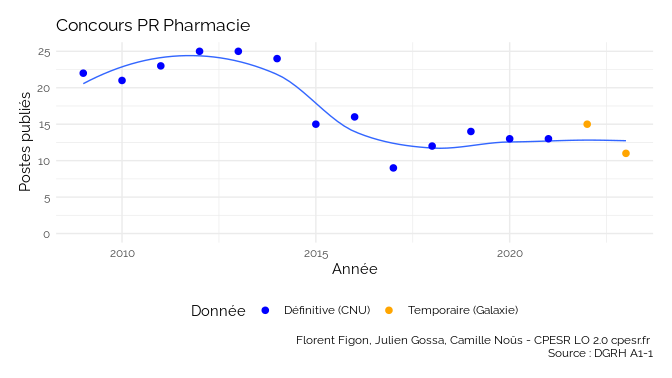 Concours PR Pharmacie
Postes publiés
25
20
15
10
5
0
2010
2015
2020
Année
Donnée
Définitive (CNU)
Temporaire (Galaxie)
Florent Figon, Julien Gossa, Camille Noûs - CPESR LO 2.0 cpesr.fr
Source : DGRH A1-1